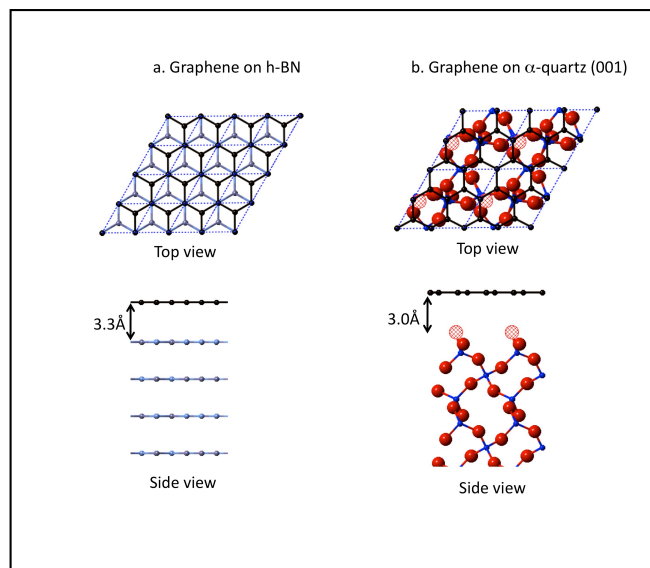 a. Graphene on h-BN
b. Graphene on α-quartz (001)
Top view
Top view
3.3Å
3.0Å
Side view
Side view